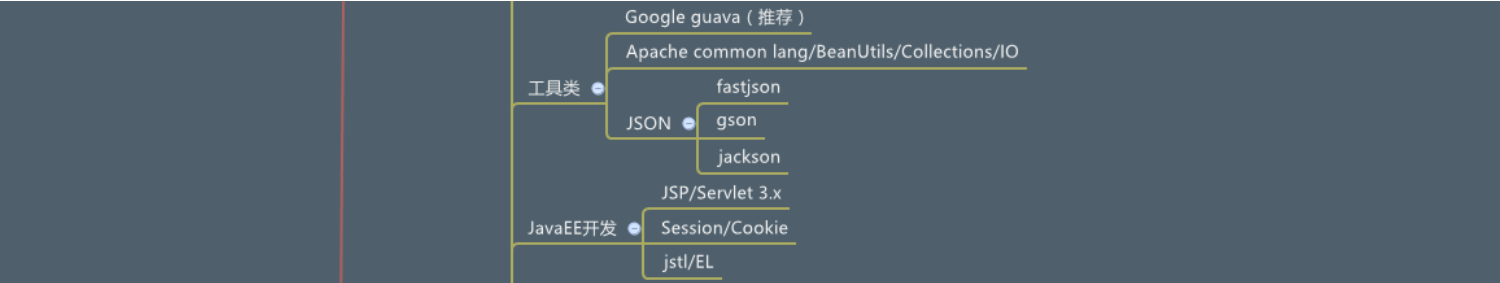 Google guava（推荐）
Apache common lang/BeanUtils/Collections/IO
工具类
fastjson
JSON
gson
jackson
JSP/Servlet 3.x
JavaEE开发
Session/Cookie
jstl/EL